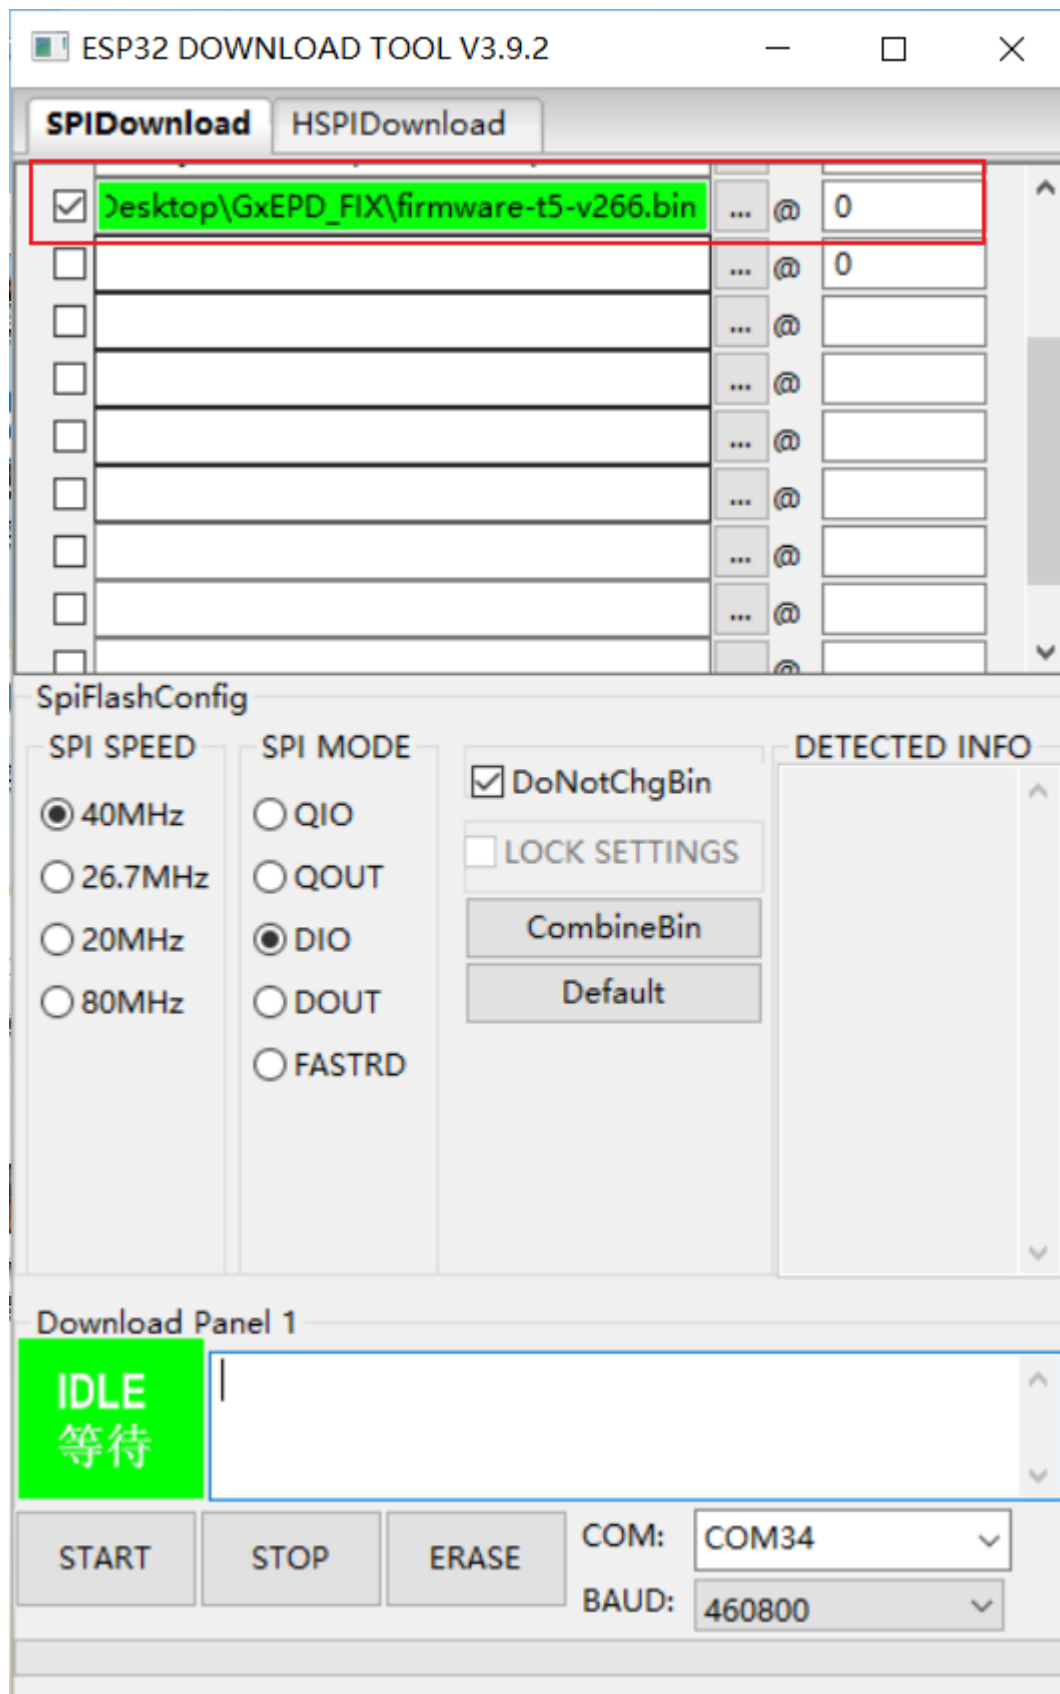 ESP32 DOWNLOAD TOOL V3.9.2
SPIDownload HSPIDownload
Desktop\GxEPD_FIX\firmware-t5-v266.bin ... @ 0
... @ 0
... @
... @
... @
... @
... @
... @
@
SpiFlashConfig
SPI SPEED SPI MODE DETECTED INFO
40MHz QIO DoNotChgBin
26.7MHz QOUT LOCK SETTINGS
20MHz DIO CombineBin
80MHz DOUT Default
FASTRD
Download Panel 1
IDLE
等待
START STOP ERASE COM: COM34
BAUD: 460800